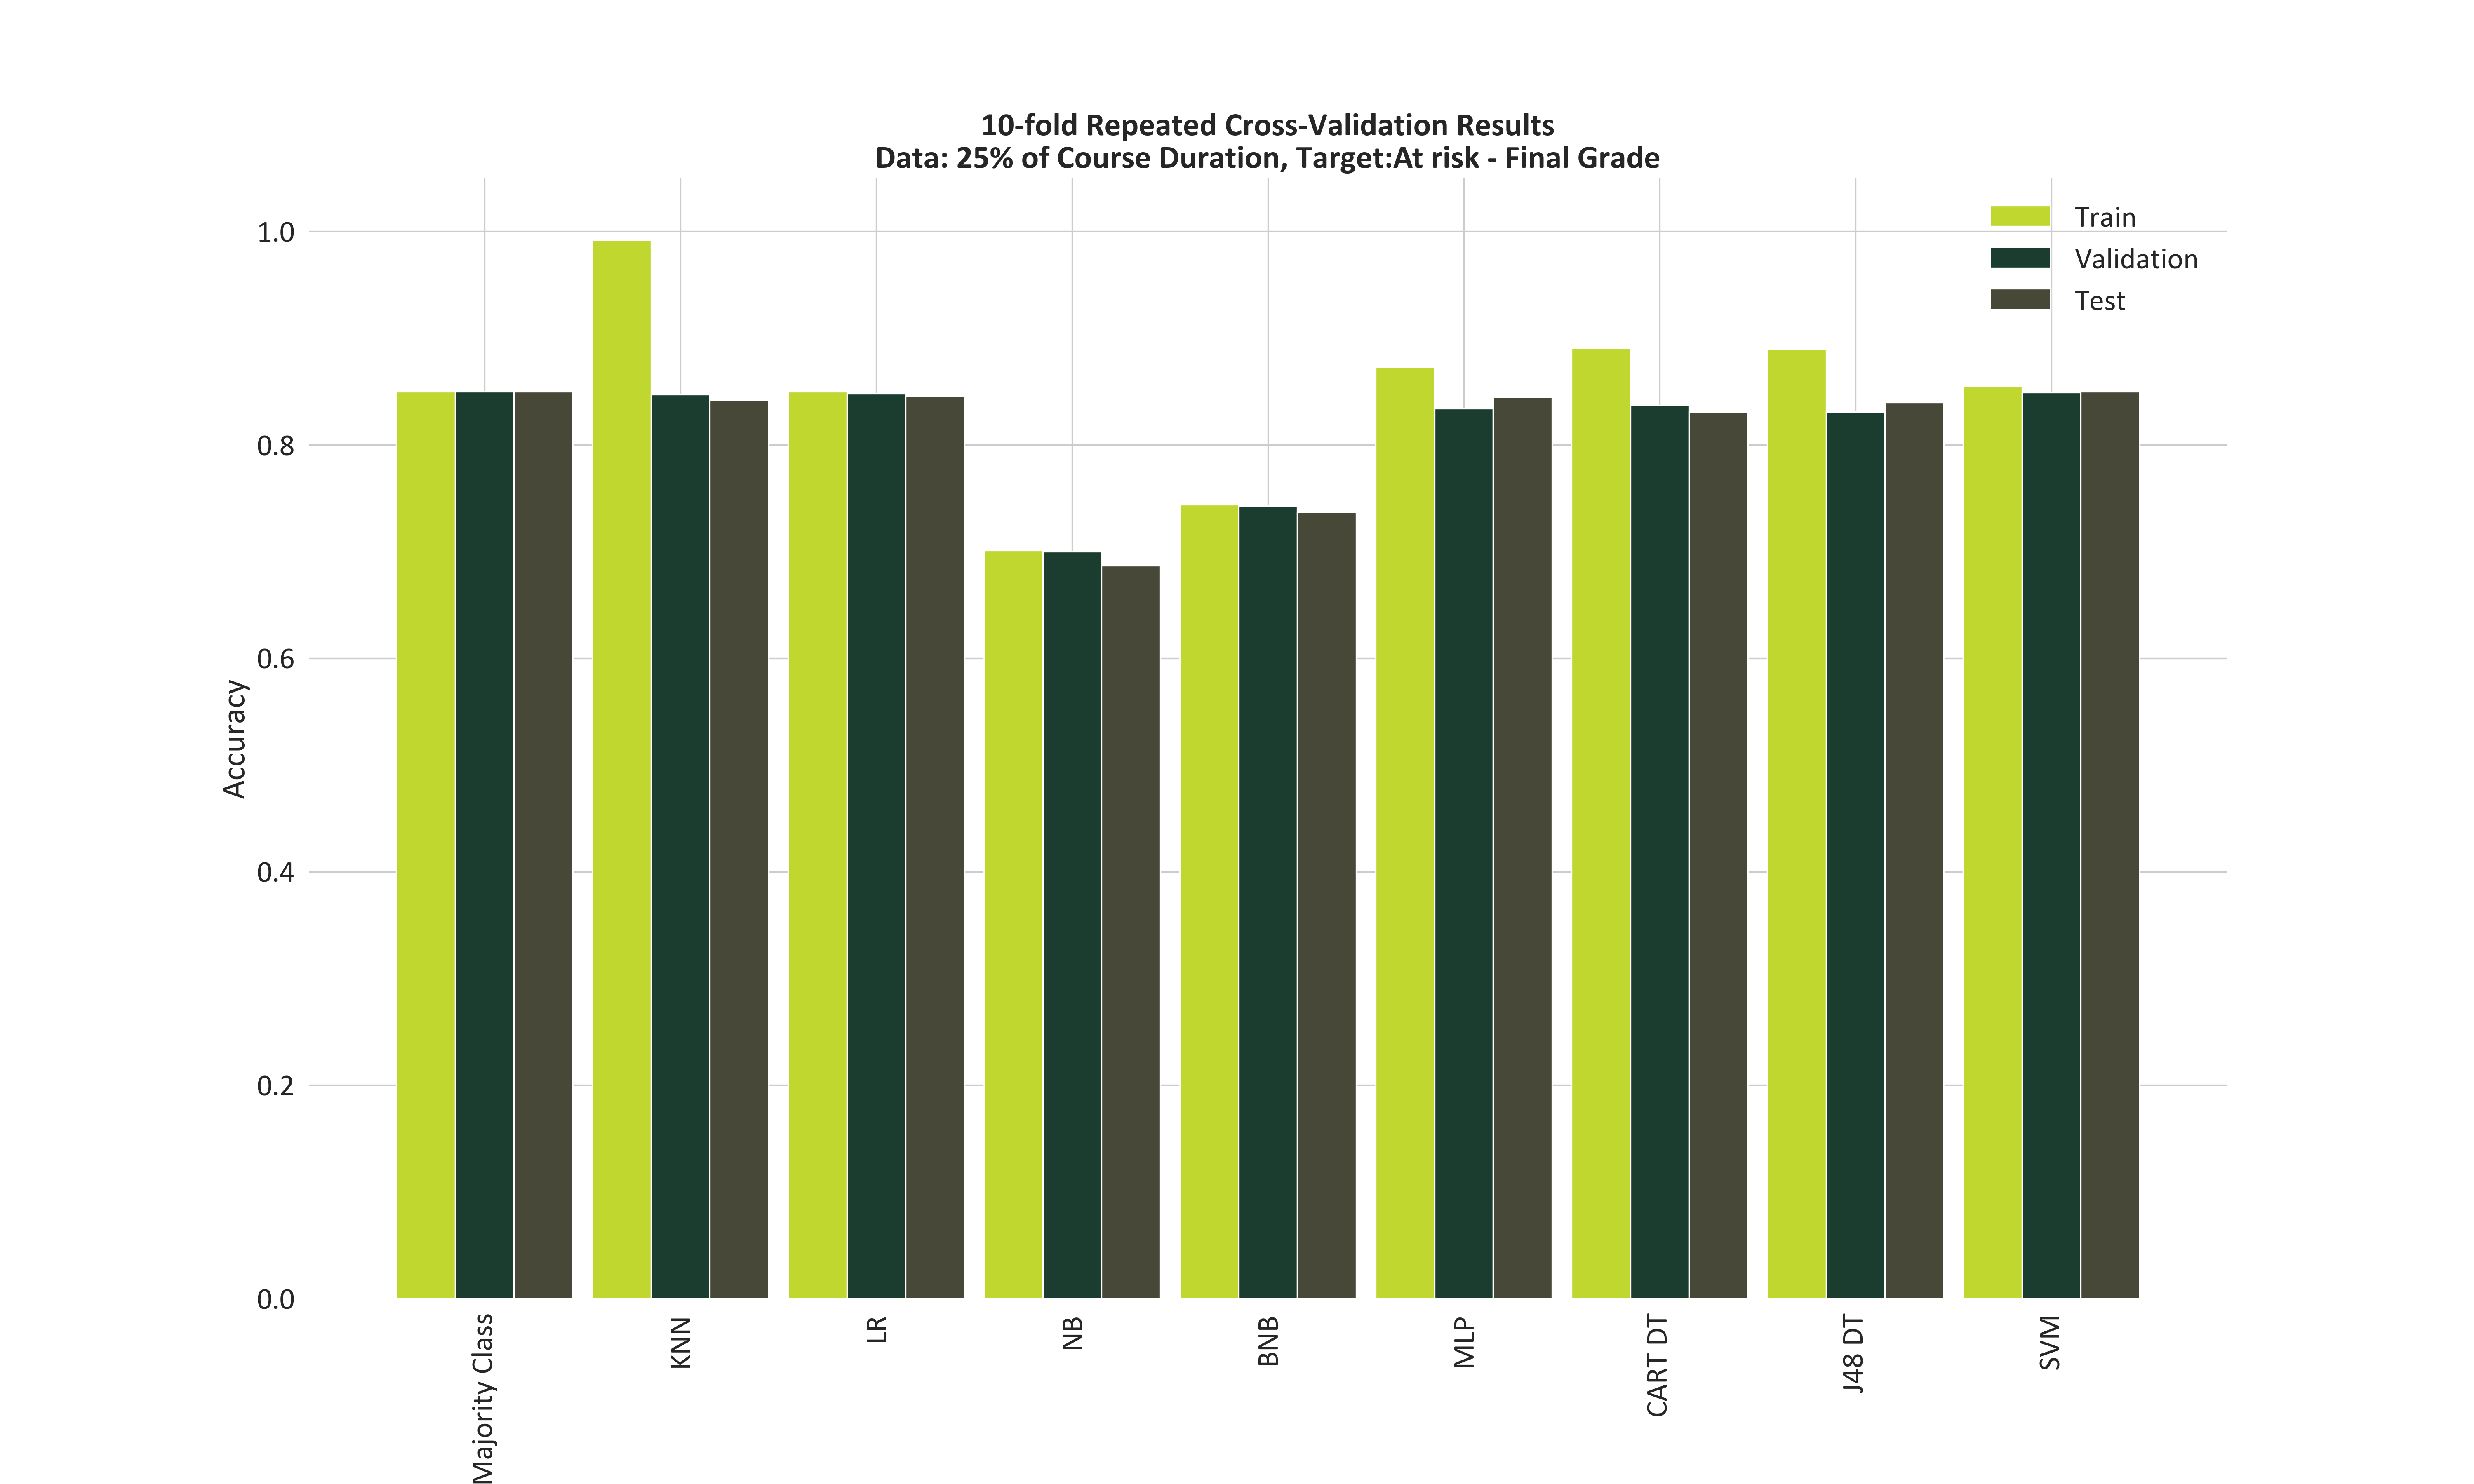 10-fold Repeated Cross-Validation Results
Data: 25% of Course Duration, Target:At risk - Final Grade
Train
Validation
Test
Accuracy
1.0
0.8
0.6
0.4
0.2
0.0
Majority Class
KNN
LR
NB
BNB
MLP
CART DT
J48 DT
SVM